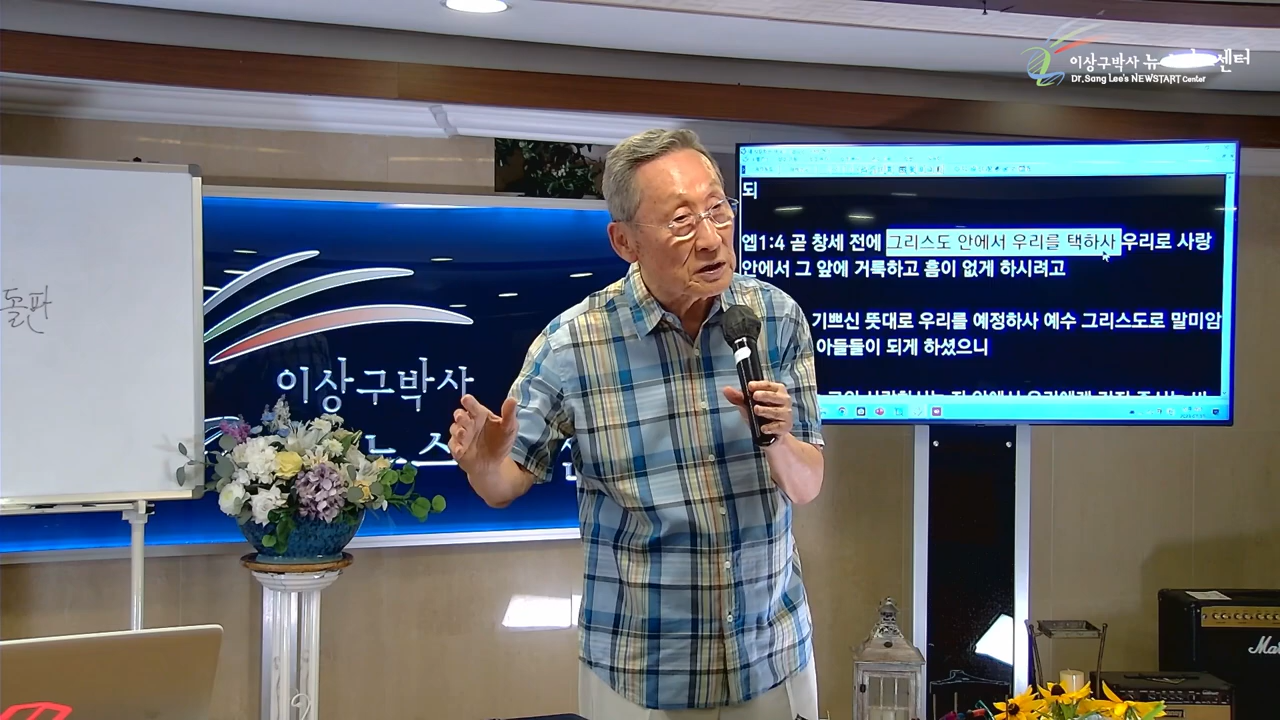 이상구박사 뉴 센터
Dr. Sang Lee's NEWSTART Center
돌파
이상구박사
뉴스
되
엡1:4 곧 창세 전에 그리스도 안에서 우리를 택하사 우리로 사랑
안에서 그 앞에 거룩하고 흠이 없게 하시려고
기쁘신 뜻대로 우리를 예정하사 예수 그리스도로 말미암
아들들이 되게 하셨으니
Mar